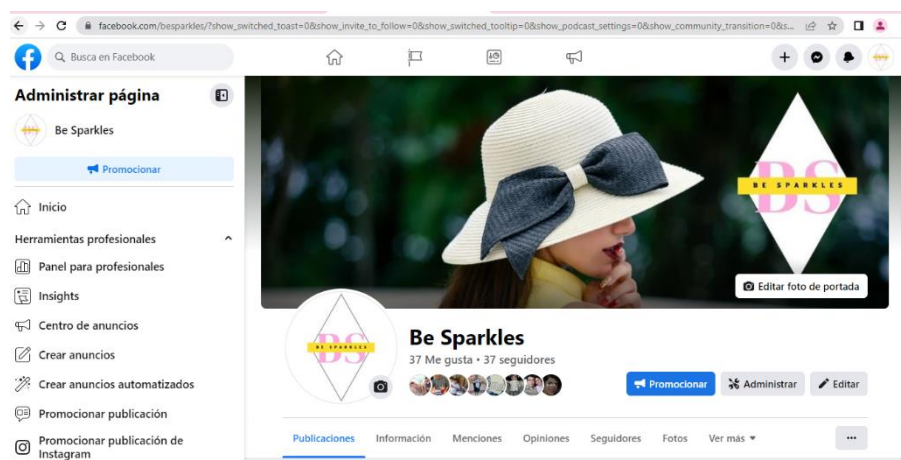 facebook.com/besparkles/?show_switched_toast=0&show_invite_to_follow=0&show_switched_tooltip=0&show_podcast_settings=0&show_community_transition=0&s...
Busca en Facebook
Administrar página
Be Sparkles
Promocionar
Inicio
Herramientas profesionales
Panel para profesionales
Insights
Centro de anuncios
Crear anuncios
Crear anuncios automatizados
Promocionar publicación
Promocionar publicación de
Instagram
BS
BE SPARKLES
Editar foto de portada
BS
BE SPARKLES
Be Sparkles
37 Me gusta • 37 seguidores
Promocionar
Administrar
Editar
Publicaciones
Información
Menciones
Opiniones
Seguidores
Fotos
Ver más